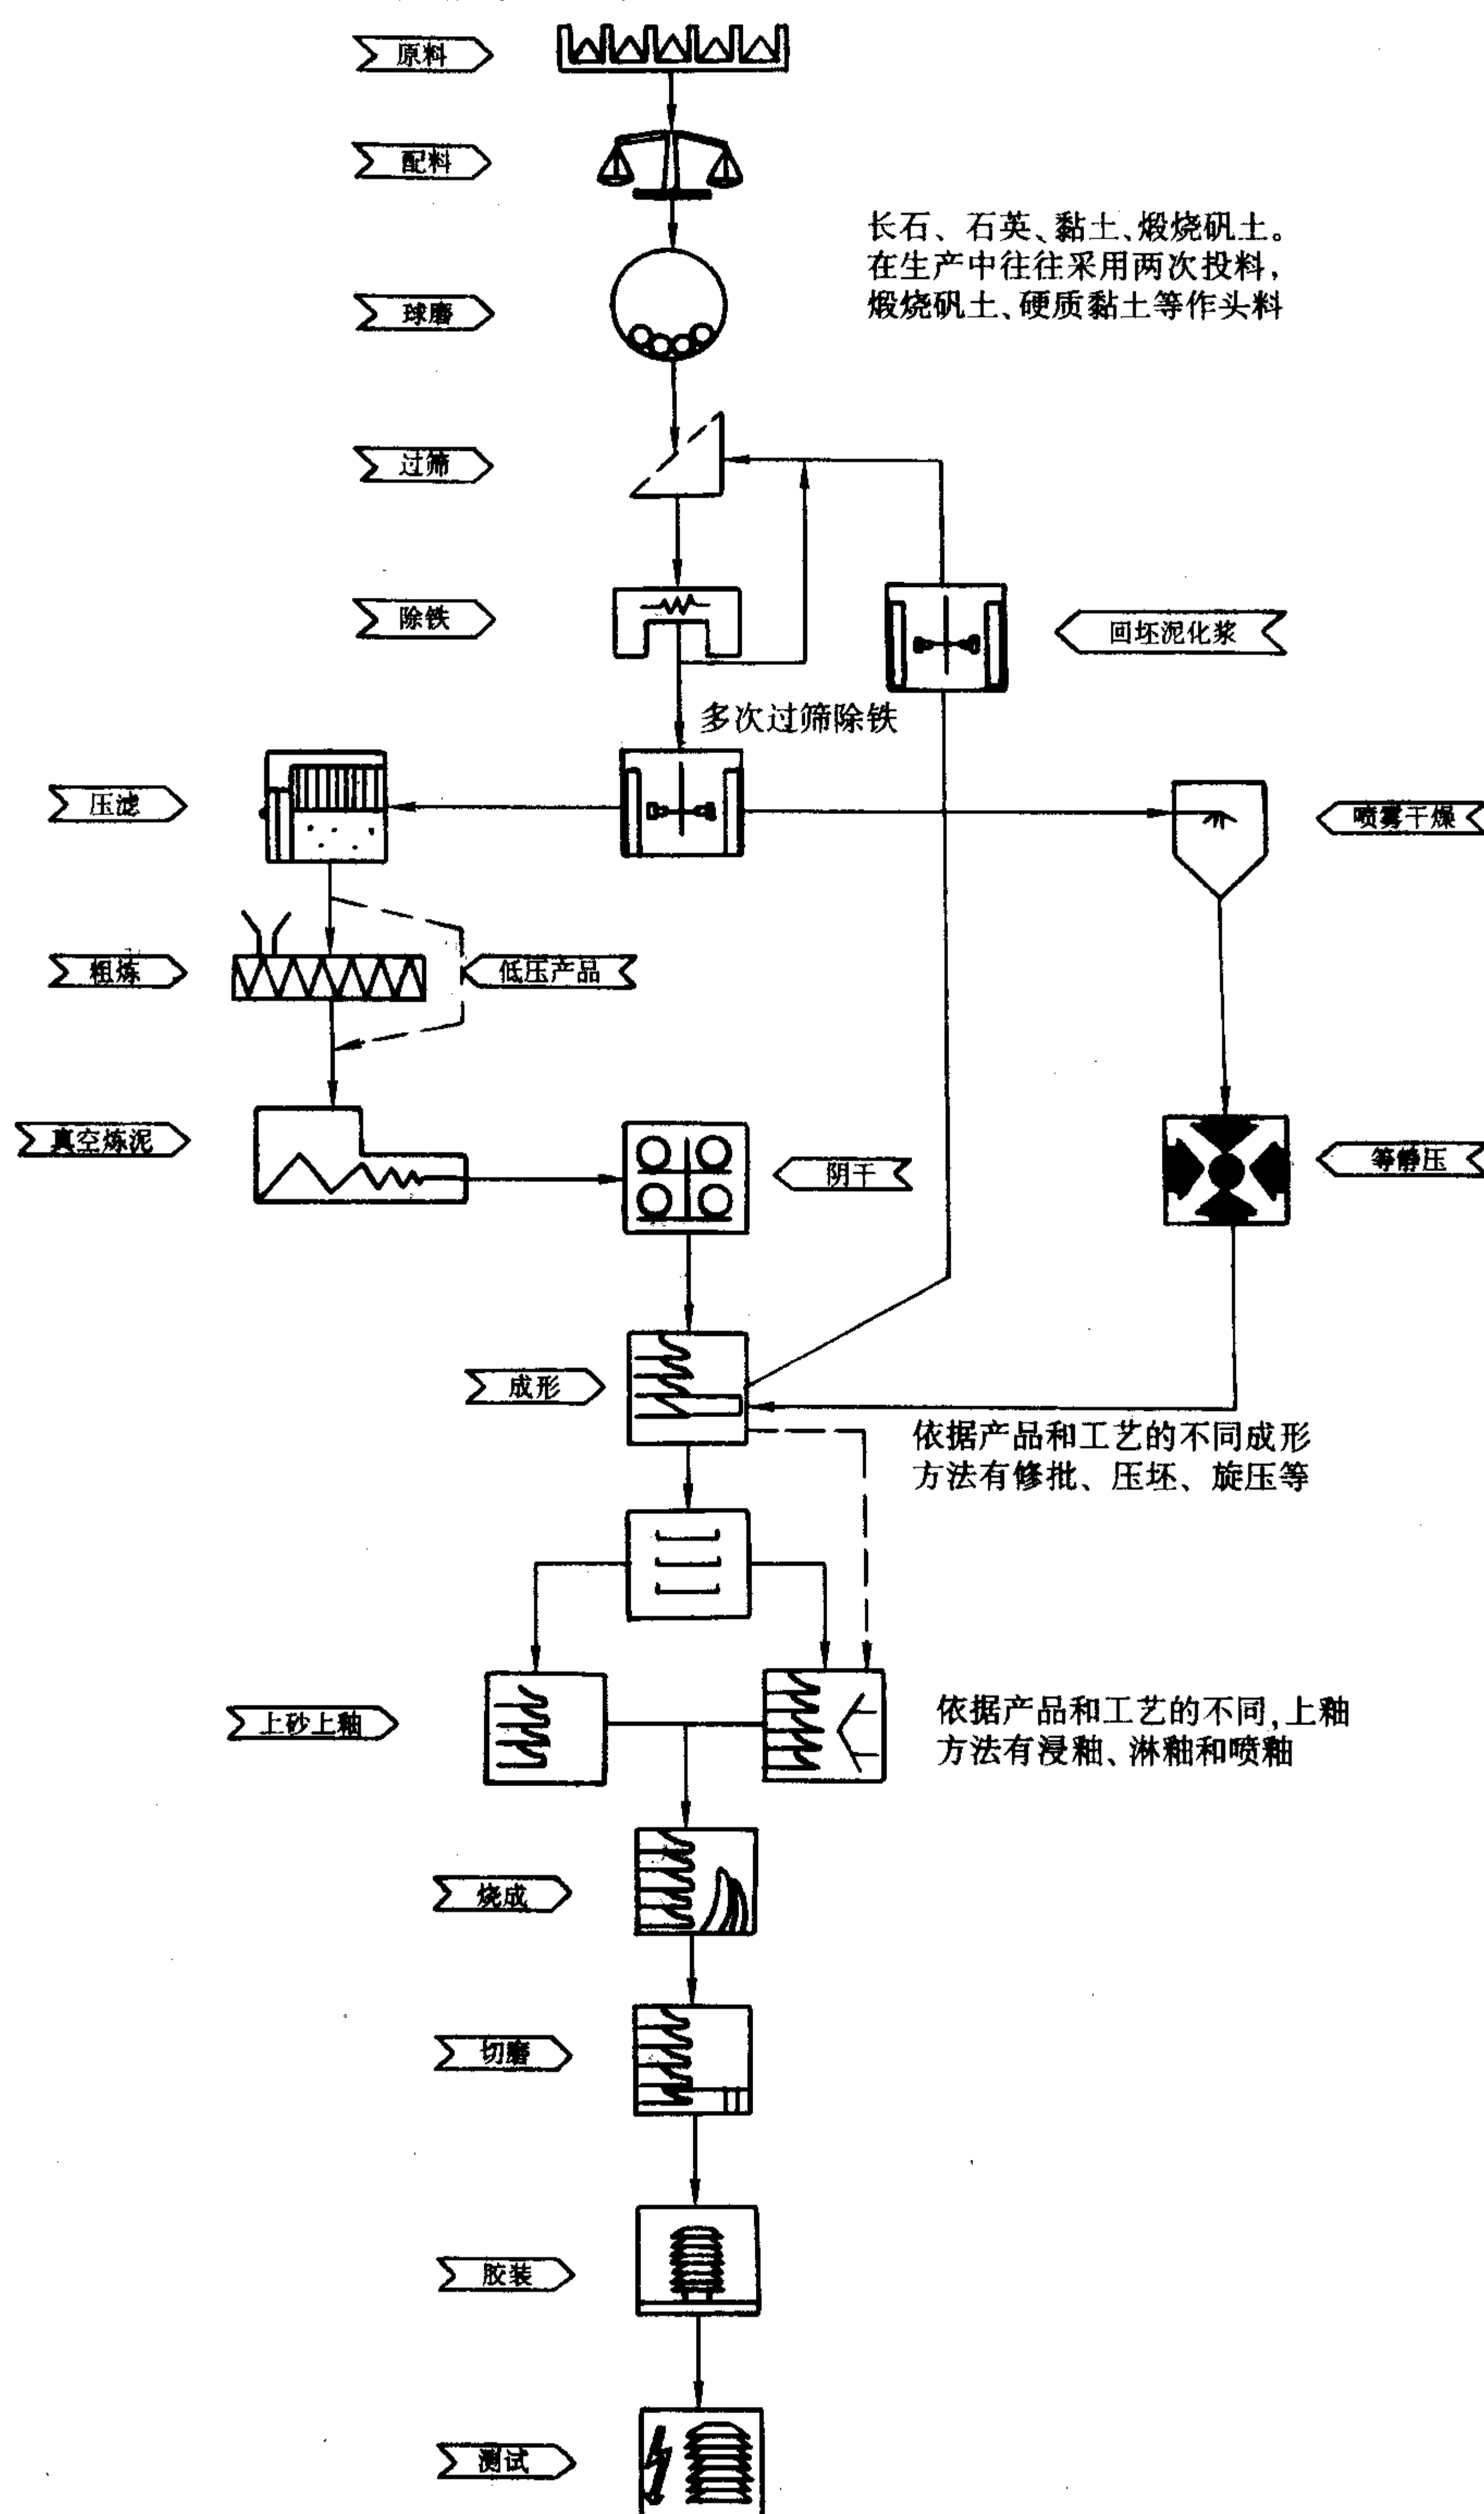 原料
配料
长石、石英、黏土、煅烧矾土。
在生产中往往采用两次投料，
煅烧矾土、硬质黏土等作头料
球磨
过筛
除铁
回坯泥化浆
多次过筛除铁
压滤
喷雾干燥
粗炼
低压产品
真空炼泥
阴干
等静压
成形
依据产品和工艺的不同成形
方法有修批、压坯、旋压等
上砂上釉
依据产品和工艺的不同,上釉
方法有浸釉、淋釉和喷釉
烧成
切磨
胶装
测试